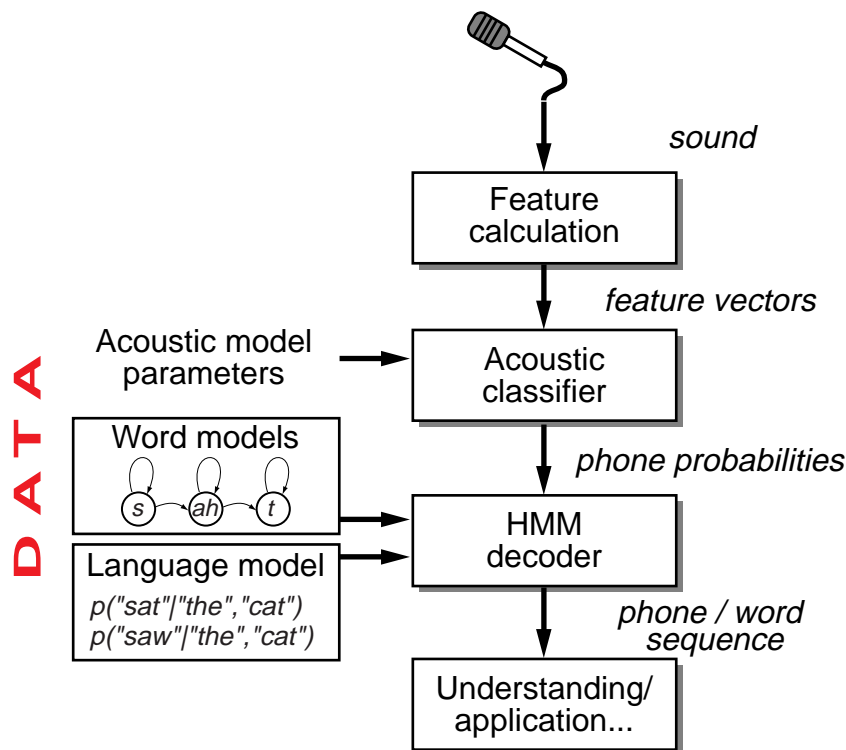 sound
Feature
calculation
feature vectors
Acoustic model
parameters
Acoustic
classifier
DATA
Word models
s ah t
phone probabilities
HMM
decoder
Language model
p("sat"|"the","cat")
p("saw"|"the","cat")
phone / word
sequence
Understanding/
application...